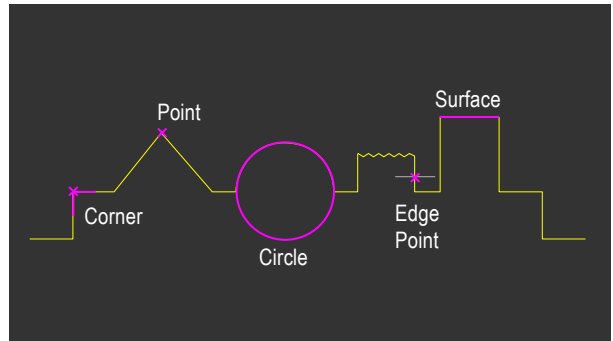 Point
Surface
Corner
Edge
Point
Circle